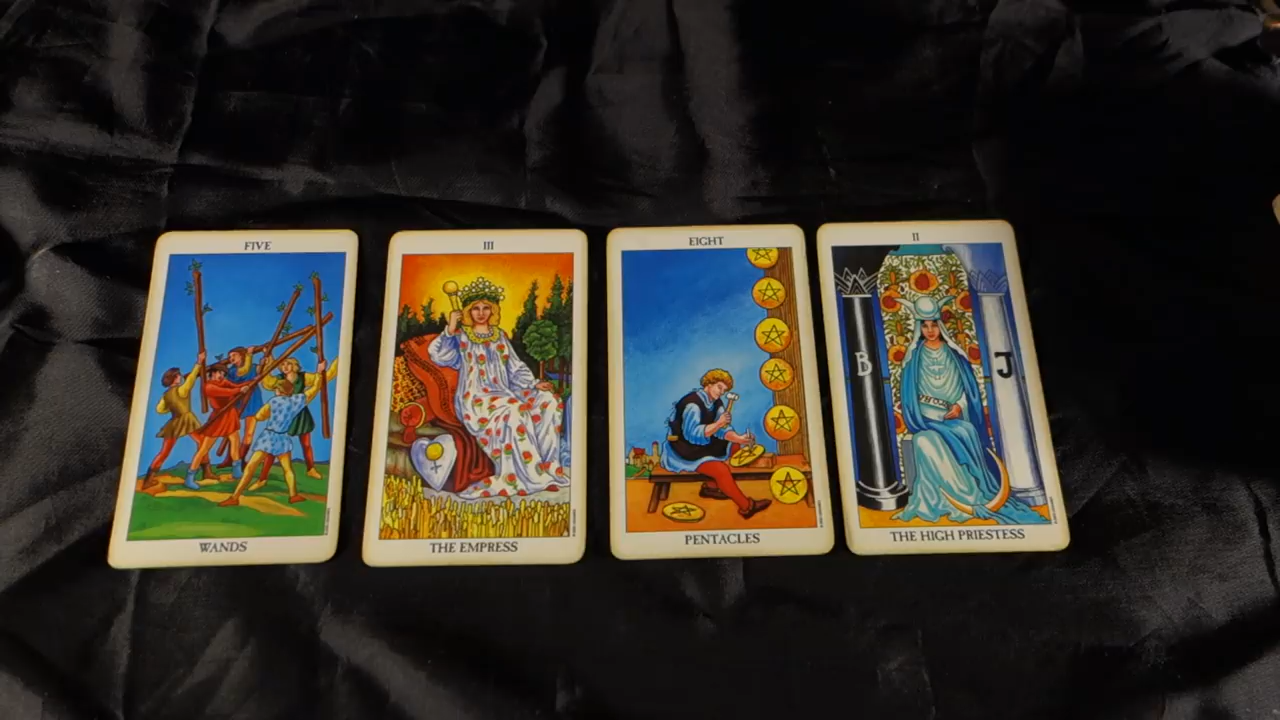 FIVE
WANDS
III
THE EMPRESS
EIGHT
PENTACLES
II
B
J
THE HIGH PRIESTESS